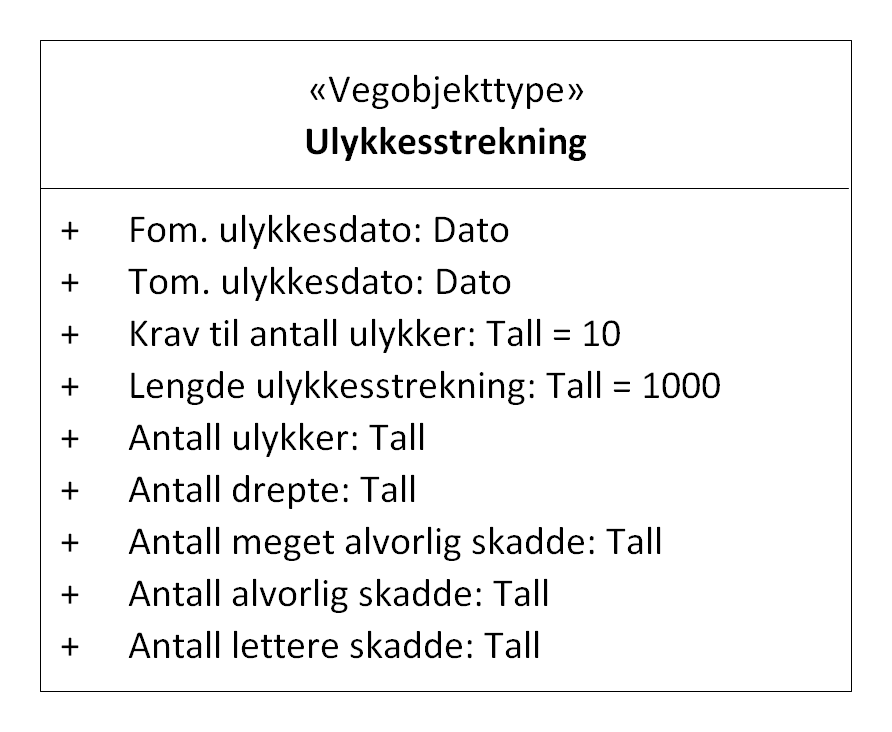 «Vegobjekttype»
Ulykkesstrekning
+ Fom. ulykkesdato: Dato
+ Tom. ulykkesdato: Dato
+ Krav til antall ulykker: Tall = 10
+ Lengde ulykkesstrekning: Tall = 1000
+ Antall ulykker: Tall
+ Antall drepte: Tall
+ Antall meget alvorlig skadde: Tall
+ Antall alvorlig skadde: Tall
+ Antall lettere skadde: Tall